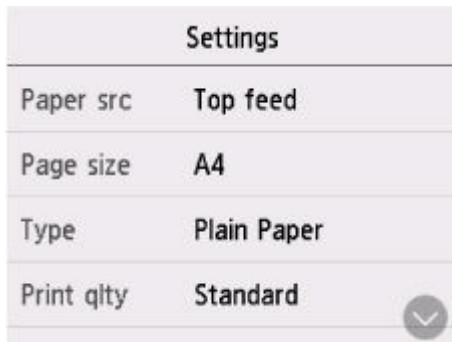 Settings
Paper src Top feed
Page size A4
Type Plain Paper
Print qlty Standard